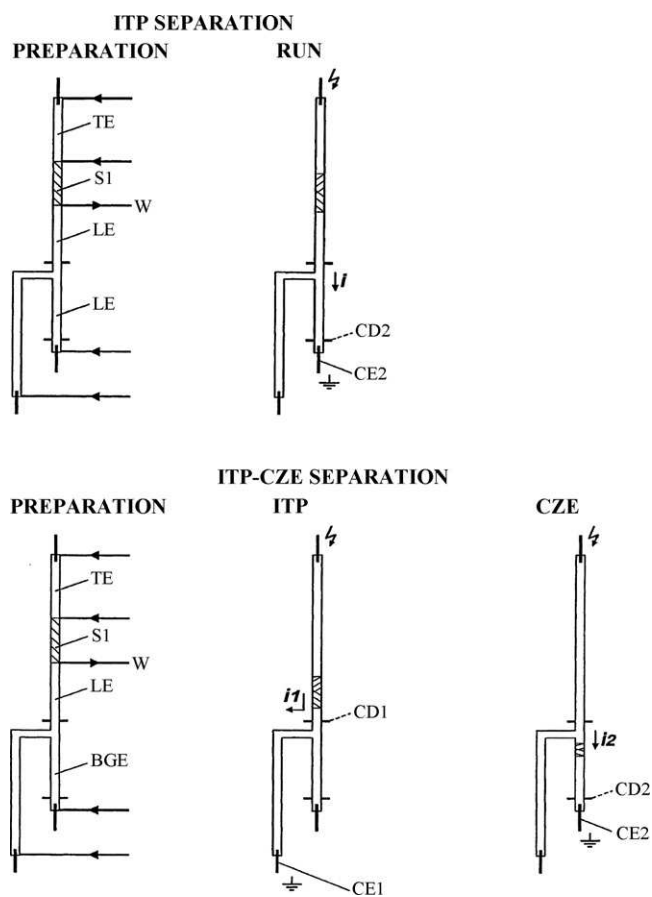 ITP SEPARATION
PREPARATION RUN
TE
S1
W
LE
LE
i
CD2
CE2
ITP-CZE SEPARATION
PREPARATION ITP CZE
TE
S1
W
LE
i1
CD1
i2
BGE
CD2
CE2
CE1